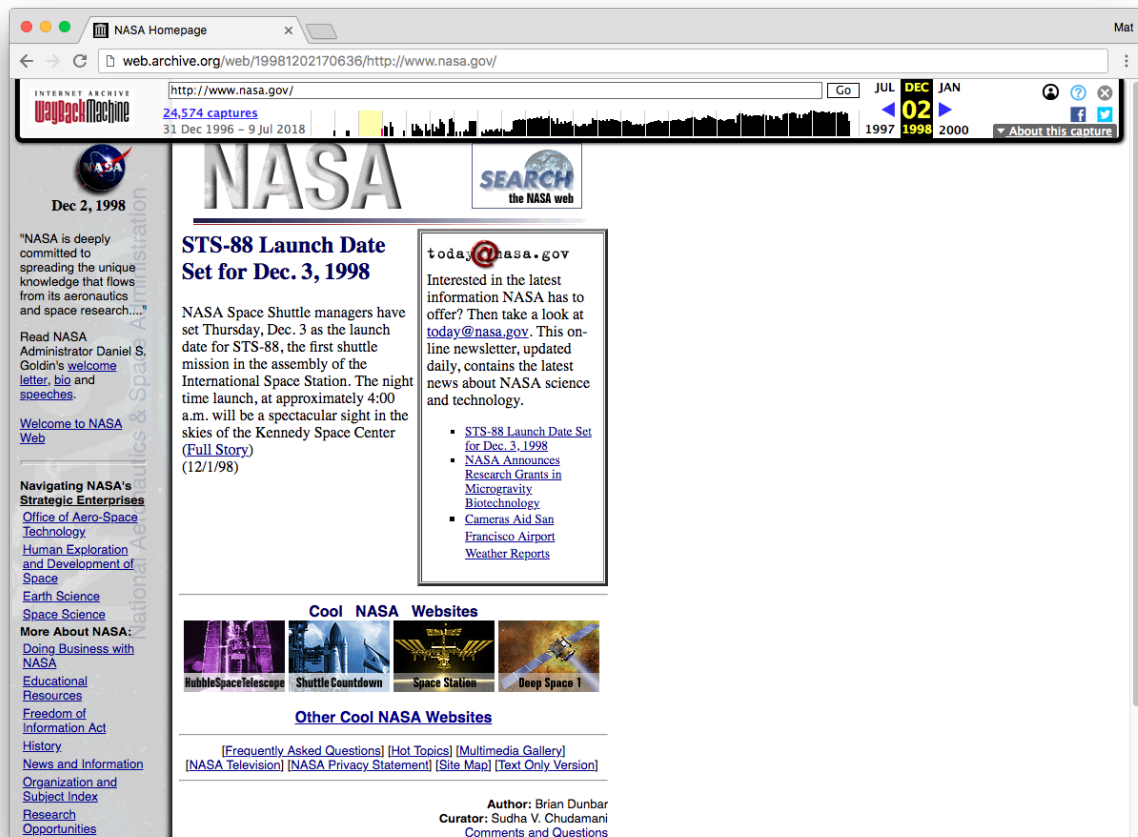 NASA Homepage
Mat
web.archive.org/web/19981202170636/http://www.nasa.gov/
INTERNET ARCHIVE
WayBackMachine
http://www.nasa.gov/
Go
24,574 captures
31 Dec 1996 – 9 Jul 2018
JUL DEC JAN
02
1997 1998 2000
About this capture
NASA
Dec 2, 1998
"NASA is deeply
committed to
spreading the unique
knowledge that flows
from its aeronautics
and space research...."
Read NASA
Administrator Daniel S.
Goldin's welcome
letter, bio and
speeches.
Welcome to NASA
Web
Navigating NASA's
Strategic Enterprises
Office of Aero-Space
Technology
Human Exploration
and Development of
Space
Earth Science
Space Science
More About NASA:
Doing Business with
NASA
Educational
Resources
Freedom of
Information Act
History
News and Information
Organization and
Subject Index
Research
Opportunities
National Aeronautics & Space Administration
NASA
SEARCH
the NASA web
STS-88 Launch Date
Set for Dec. 3, 1998
NASA Space Shuttle managers have
set Thursday, Dec. 3 as the launch
date for STS-88, the first shuttle
mission in the assembly of the
International Space Station. The night
time launch, at approximately 4:00
a.m. will be a spectacular sight in the
skies of the Kennedy Space Center
(Full Story)
(12/1/98)
today@nasa.gov
Interested in the latest
information NASA has to
offer? Then take a look at
today@nasa.gov. This on-
line newsletter, updated
daily, contains the latest
news about NASA science
and technology.
STS-88 Launch Date Set
for Dec. 3, 1998
NASA Announces
Research Grants in
Microgravity
Biotechnology
Cameras Aid San
Francisco Airport
Weather Reports
Cool NASA Websites
HubbleSpaceTelescope
Shuttle Countdown
Space Station
Deep Space 1
Other Cool NASA Websites
[Frequently Asked Questions] [Hot Topics] [Multimedia Gallery]
[NASA Television] [NASA Privacy Statement] [Site Map] [Text Only Version]
Author: Brian Dunbar
Curator: Sudha V. Chudamani
Comments and Questions